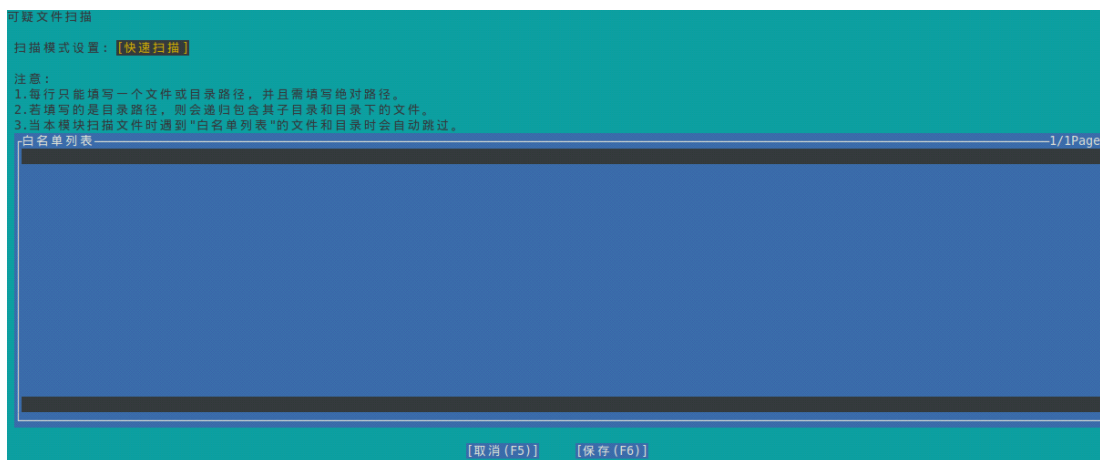 可疑文件扫描
扫描模式设置：[快速扫描]
注意：
1.每行只能填写一个文件或目录路径，并且需填写绝对路径。
2.若填写的是目录路径，则会递归包含其子目录和目录下的文件。
3.当本模块扫描文件时遇到"白名单列表"的文件和目录时会自动跳过。
白名单列表 1/1Page
[取消(F5)] [保存(F6)]